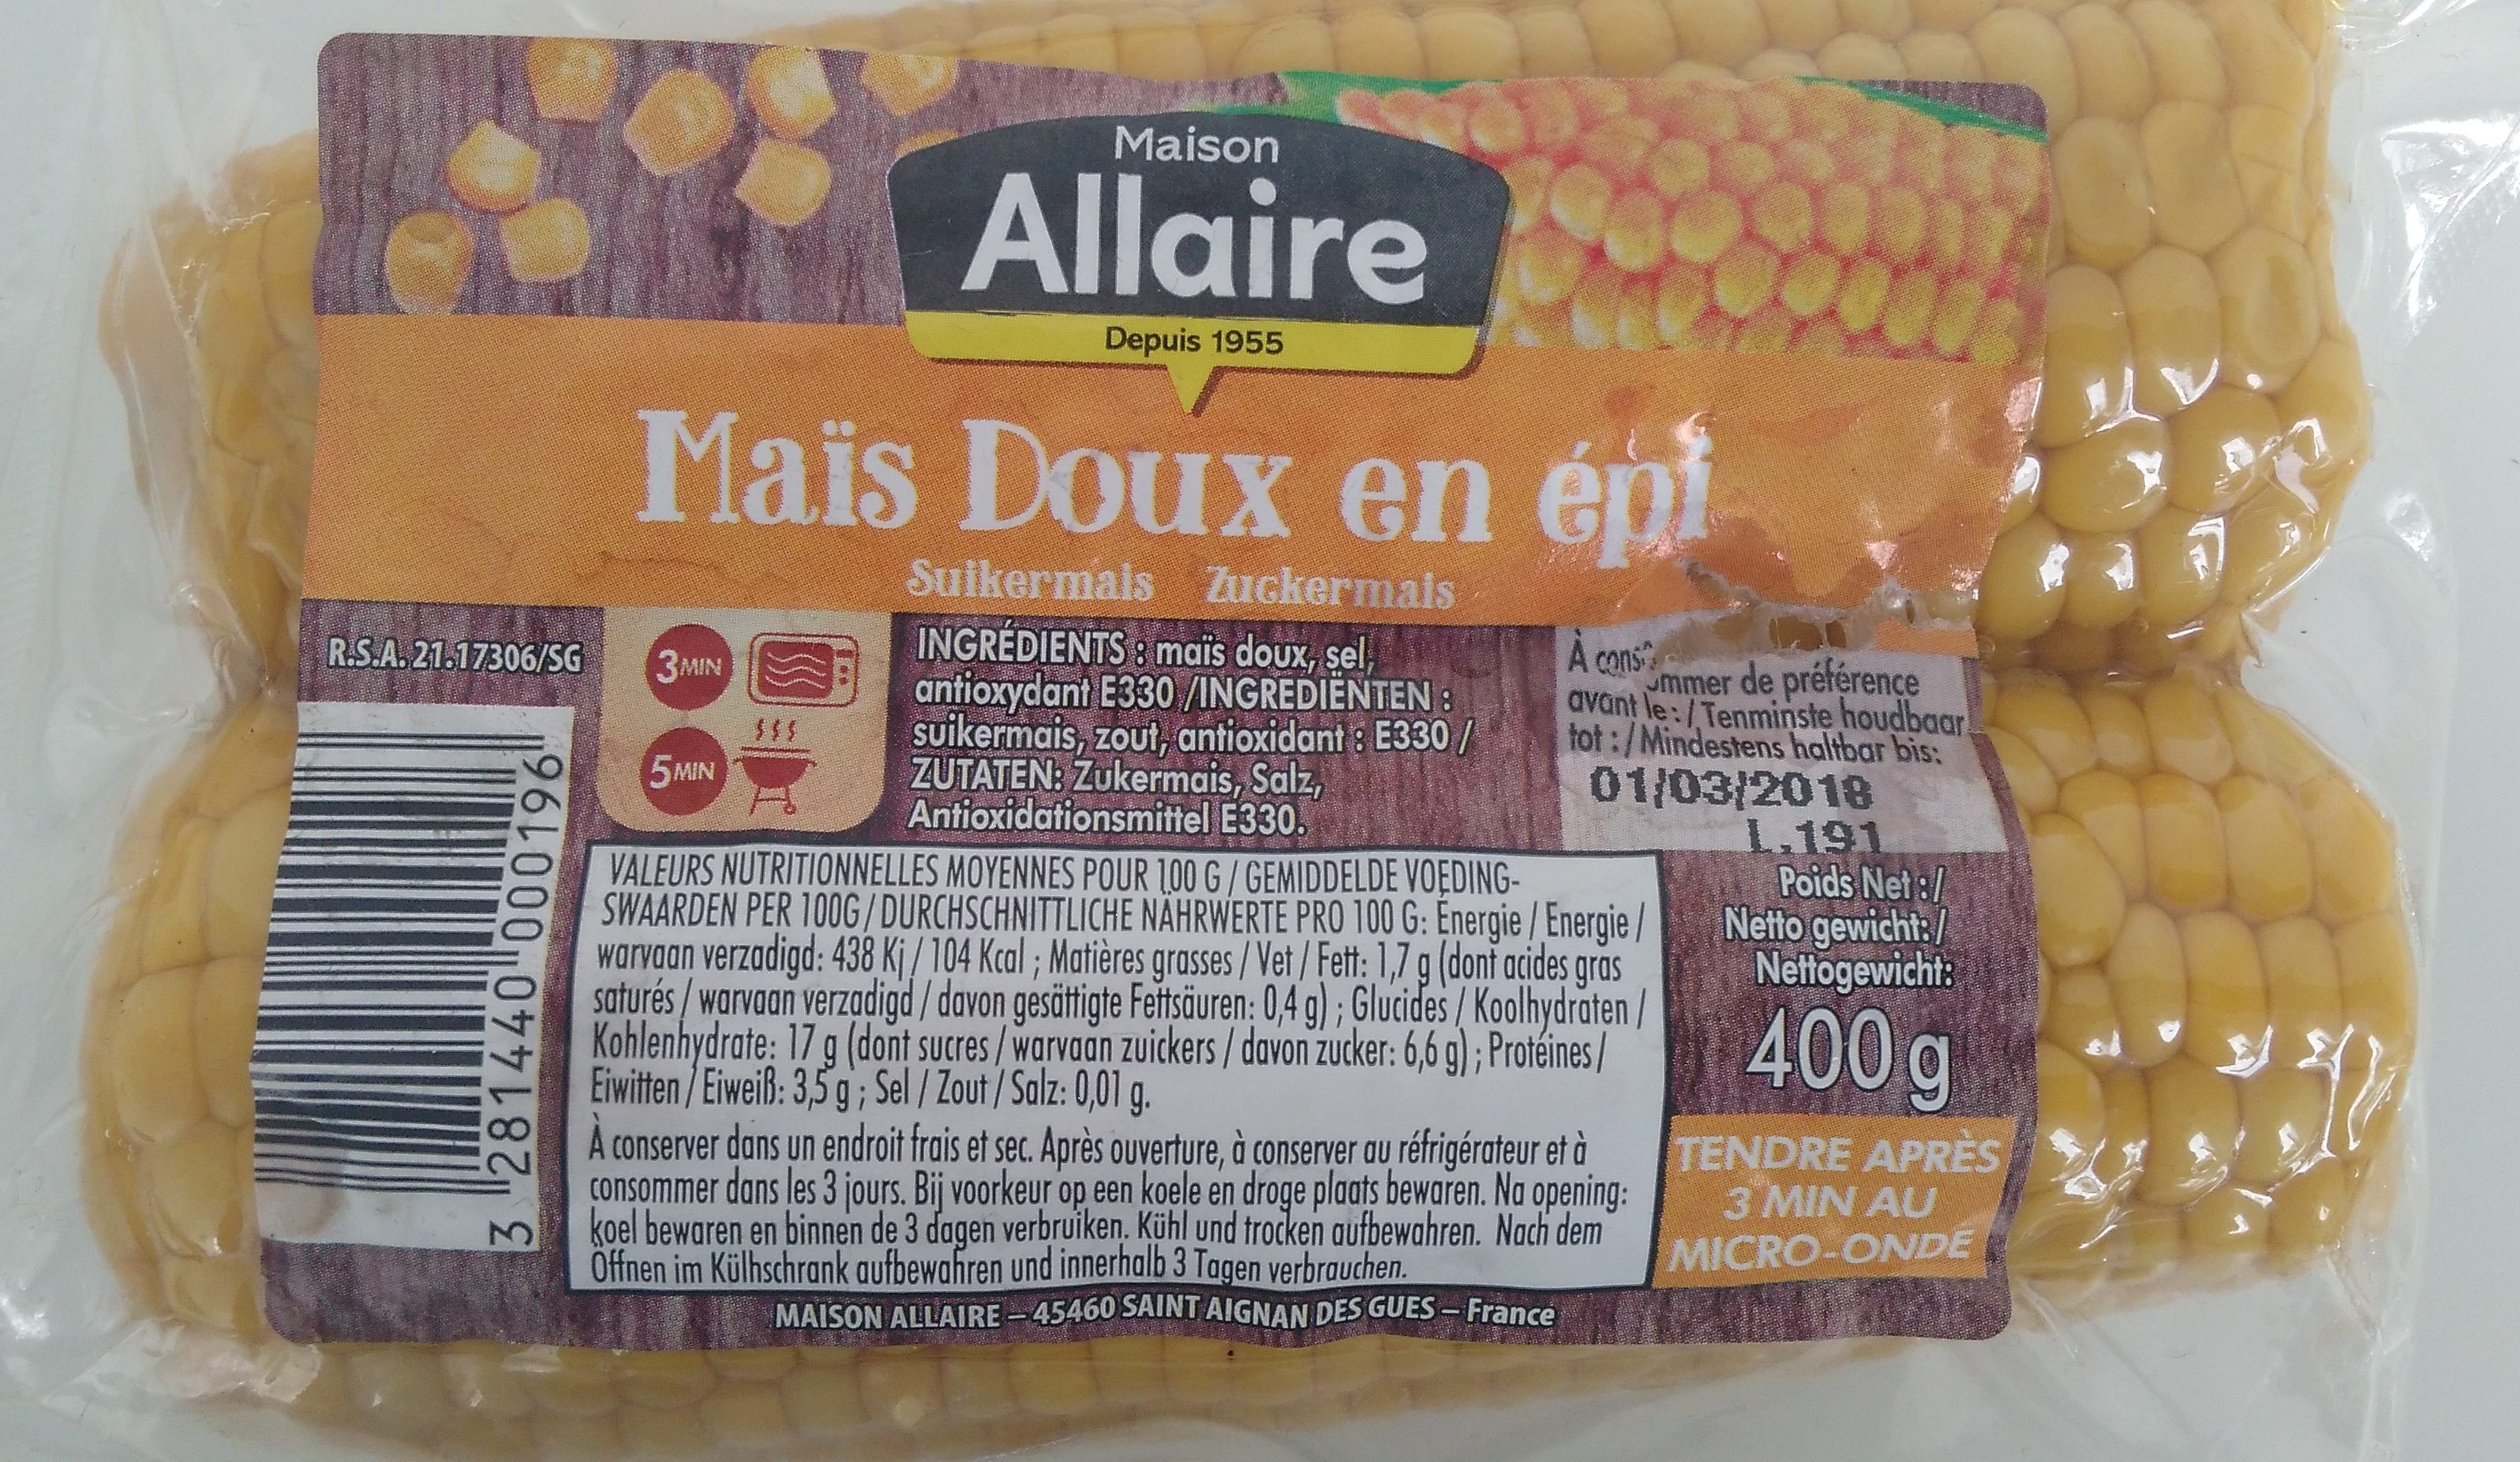 Maison
Allaire
Depuis 1955
Maïs Doux en épi
Suikermais Zuckermais
R.S.A. 21.17306/SG
3 MIN
5 MIN
INGRÉDIENTS : maïs doux, sel,
antioxydant E330 /INGREDIËNTEN :
suikermais, zout, antioxidant : E330 /
ZUTATEN: Zukermais, Salz,
Antioxidationsmittel E330.
À consommer de préférence
avant le : / Tenminste houdbaar
tot : / Mindestens haltbar bis:
01/03/2018
L.191
3 281440 000196
VALEURS NUTRITIONNELLES MOYENNES POUR 100 G / GEMIDDELDE VOEDING-
SWAARDEN PER 100G / DURCHSCHNITTLICHE NÄHRWERTE PRO 100 G: Énergie / Energie /
warvaan verzadigd: 438 Kj / 104 Kcal ; Matières grasses / Vet / Fett: 1,7 g (dont acides gras
saturés / warvaan verzadigd / davon gesättigte Fettsäuren: 0,4 g) ; Glucides / Koolhydraten /
Kohlenhydrate: 17 g (dont sucres / warvaan zuickers / davon zucker: 6,6 g) ; Protéines /
Eiwitten / Eiweiß: 3,5 g ; Sel / Zout / Salz: 0,01 g.
À conserver dans un endroit frais et sec. Après ouverture, à conserver au réfrigérateur et à
consommer dans les 3 jours. Bij voorkeur op een koele en droge plaats bewaren. Na opening:
koel bewaren en binnen de 3 dagen verbruiken. Kühl und trocken aufbewahren. Nach dem
Öffnen im Külhschrank aufbewahren und innerhalb 3 Tagen verbrauchen.
Poids Net : /
Netto gewicht: /
Nettogewicht:
400 g
TENDRE APRÈS
3 MIN AU
MICRO-ONDE
MAISON ALLAIRE – 45460 SAINT AIGNAN DES GUES – France